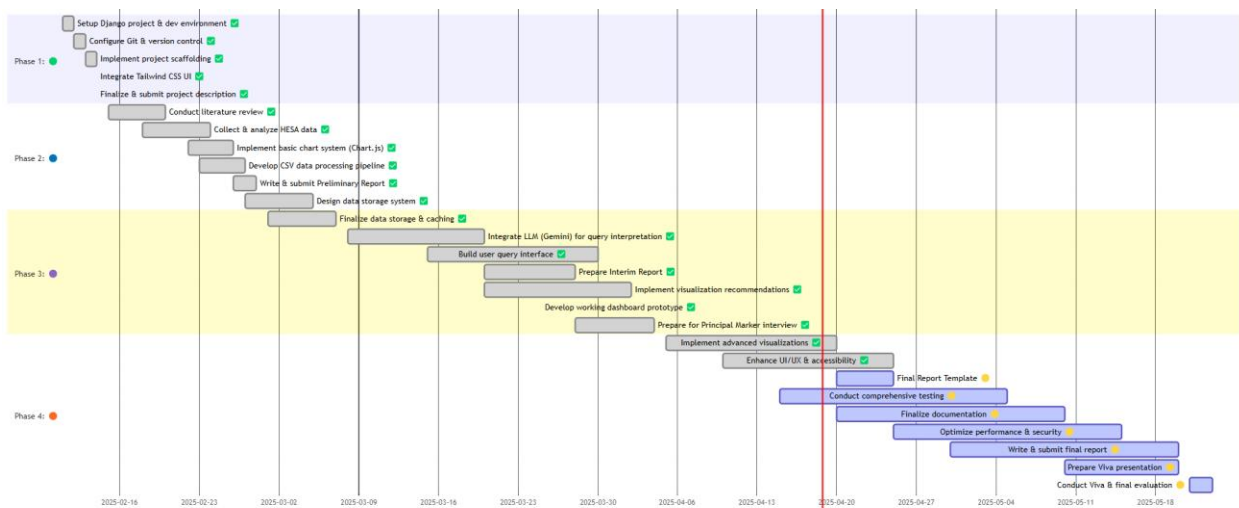 Setup Django project & dev environment ✅
Configure Git & version control ✅
Phase 1: 🟢
Implement project scaffolding ✅
Integrate Tailwind CSS UI ✅
Finalize & submit project description ✅
Conduct literature review ✅
Collect & analyze HESA data ✅
Implement basic chart system (Chart.js) ✅
Phase 2: 🔵
Develop CSV data processing pipeline ✅
Write & submit Preliminary Report ✅
Design data storage system ✅
Finalize data storage & caching ✅
Integrate LLM (Gemini) for query interpretation ✅
Build user query interface ✅
Phase 3: 🟣
Prepare Interim Report ✅
Implement visualization recommendations ✅
Develop working dashboard prototype ✅
Prepare for Principal Marker interview ✅
Implement advanced visualizations ✅
Enhance UI/UX & accessibility ✅
Final Report Template 🟡
Conduct comprehensive testing 🟡
Phase 4: 🟠
Finalize documentation 🟡
Optimize performance & security 🟡
Write & submit final report 🟡
Prepare Viva presentation 🟡
Conduct Viva & final evaluation 🟡
2025-02-16 2025-02-23 2025-03-02 2025-03-09 2025-03-16 2025-03-23 2025-03-30 2025-04-06 2025-04-13 2025-04-20 2025-04-27 2025-05-04 2025-05-11 2025-05-18